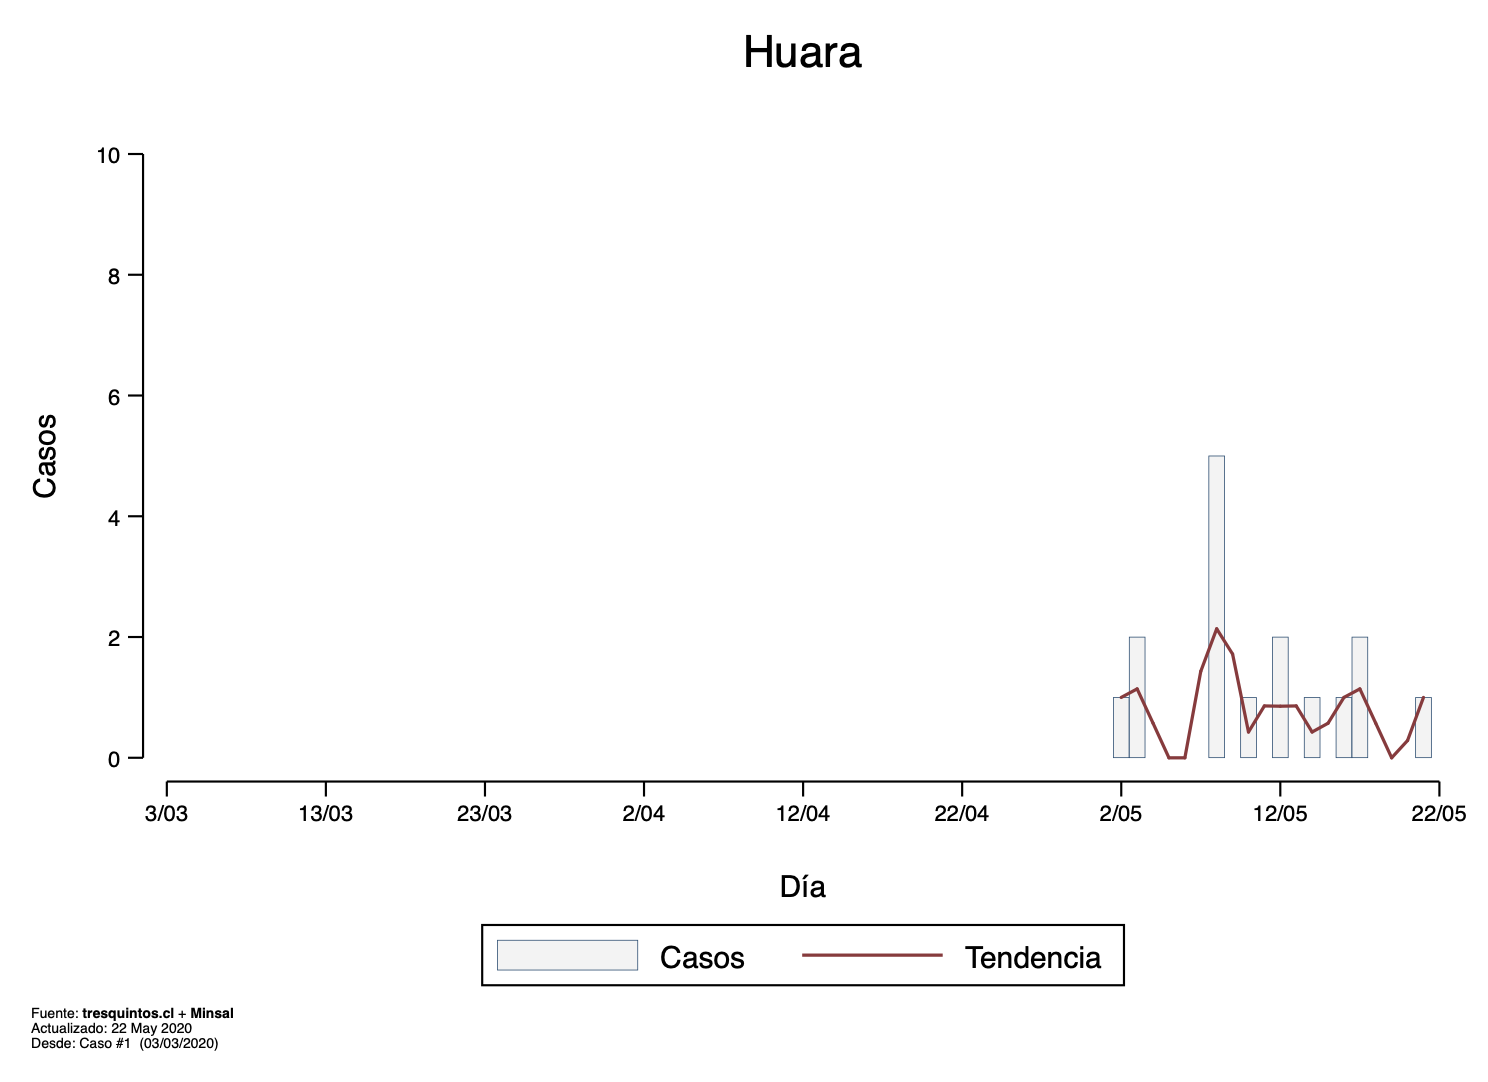 Huara
10
8
6
4
2
0
Casos
3/03 13/03 23/03 2/04 12/04 22/04 2/05 12/05 22/05
Día
Casos Tendencia
Fuente: tresquintos.cl + Minsal
Actualizado: 22 May 2020
Desde: Caso #1 (03/03/2020)